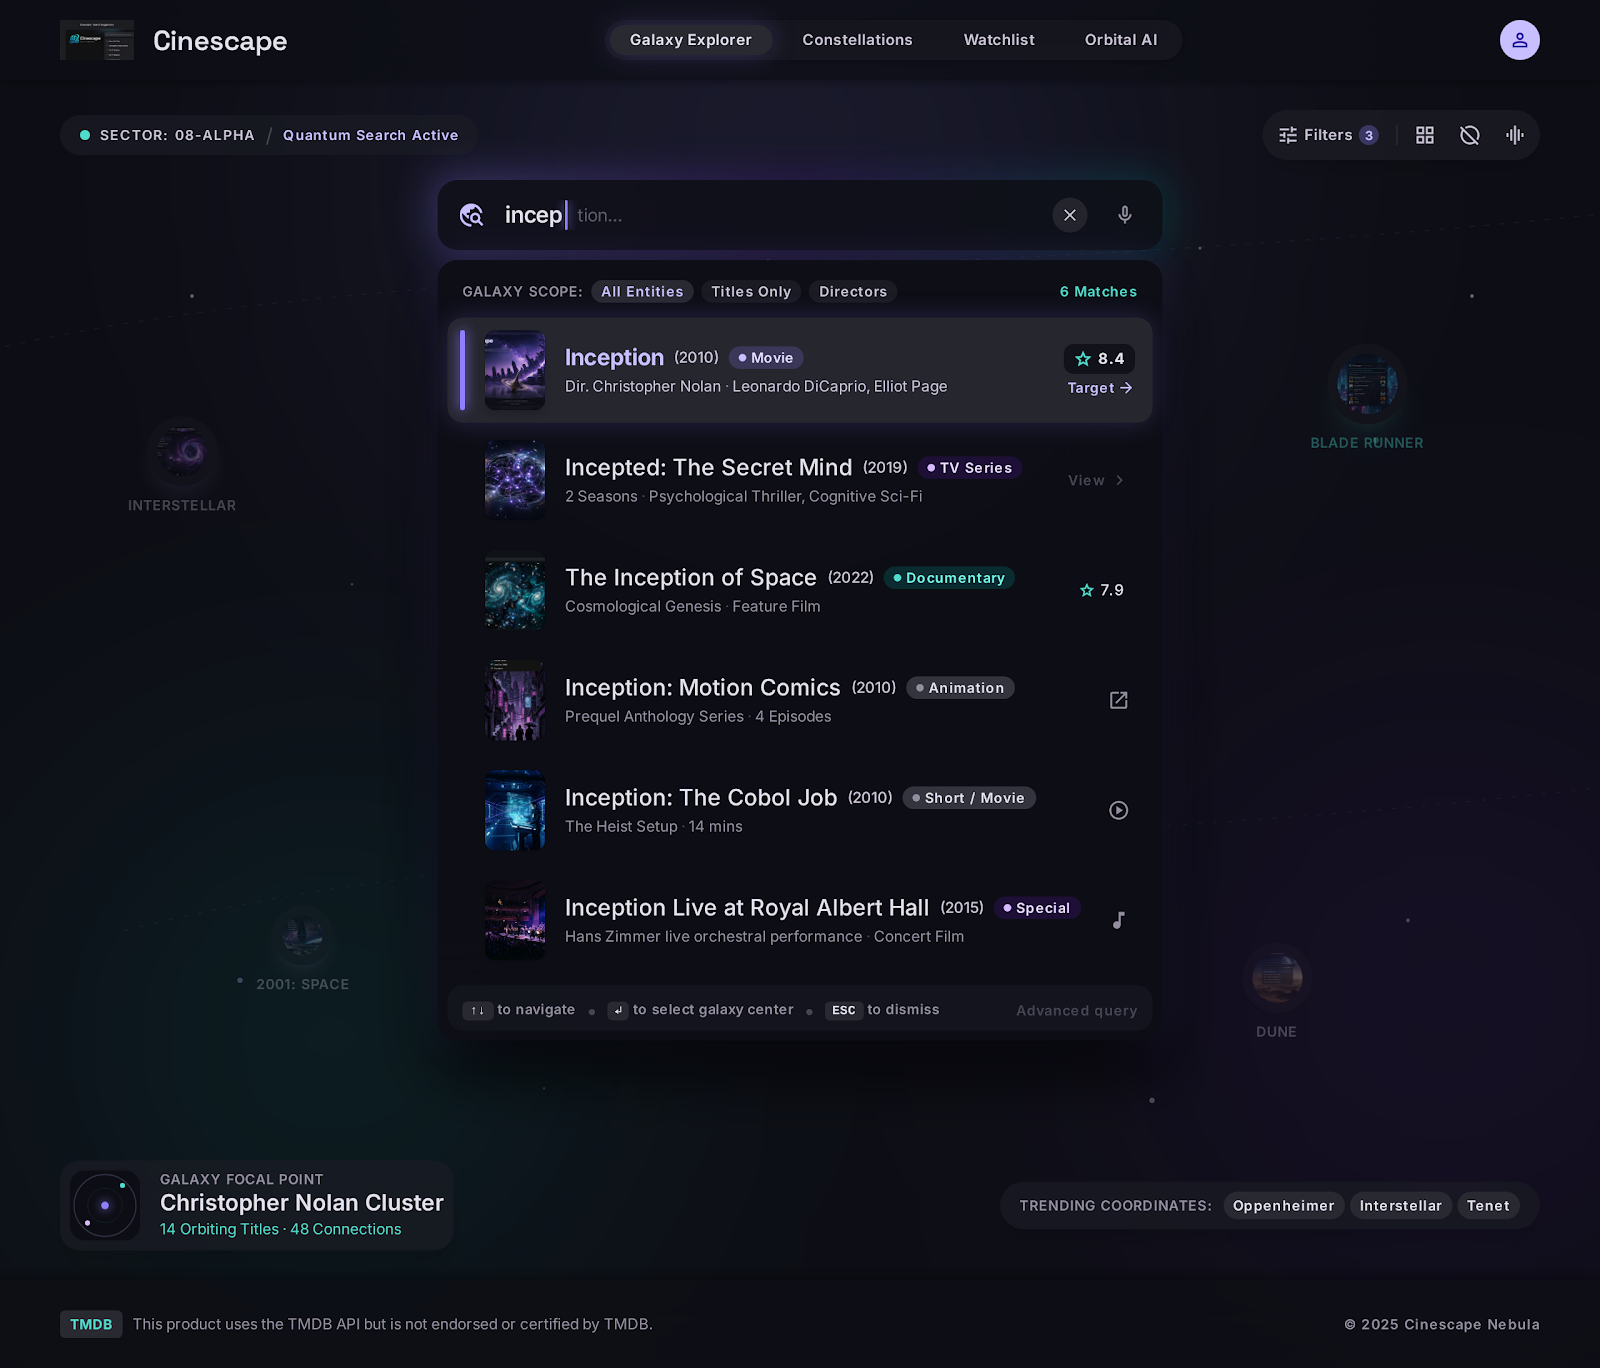 Cinescape
Galaxy Explorer
Constellations
Watchlist
Orbital AI
SECTOR: 08-ALPHA / Quantum Search Active
Filters 3
incep tion...
GALAXY SCOPE: All Entities Titles Only Directors 6 Matches
Inception (2010) Movie 8.4
Dir. Christopher Nolan · Leonardo DiCaprio, Elliot Page Target →
Incepted: The Secret Mind (2019) TV Series
2 Seasons · Psychological Thriller, Cognitive Sci-Fi
View
The Inception of Space (2022) Documentary
Cosmological Genesis · Feature Film
7.9
Inception: Motion Comics (2010) Animation
Prequel Anthology Series · 4 Episodes
Inception: The Cobol Job (2010) Short / Movie
The Heist Setup · 14 mins
Inception Live at Royal Albert Hall (2015) Special
Hans Zimmer live orchestral performance · Concert Film
↑↓ to navigate • ↲ to select galaxy center • ESC to dismiss Advanced query
INTERSTELLAR
BLADE RUNNER
2001: SPACE
DUNE
GALAXY FOCAL POINT
Christopher Nolan Cluster
14 Orbiting Titles · 48 Connections
TRENDING COORDINATES: Oppenheimer Interstellar Tenet
TMDB This product uses the TMDB API but is not endorsed or certified by TMDB.
© 2025 Cinescape Nebula